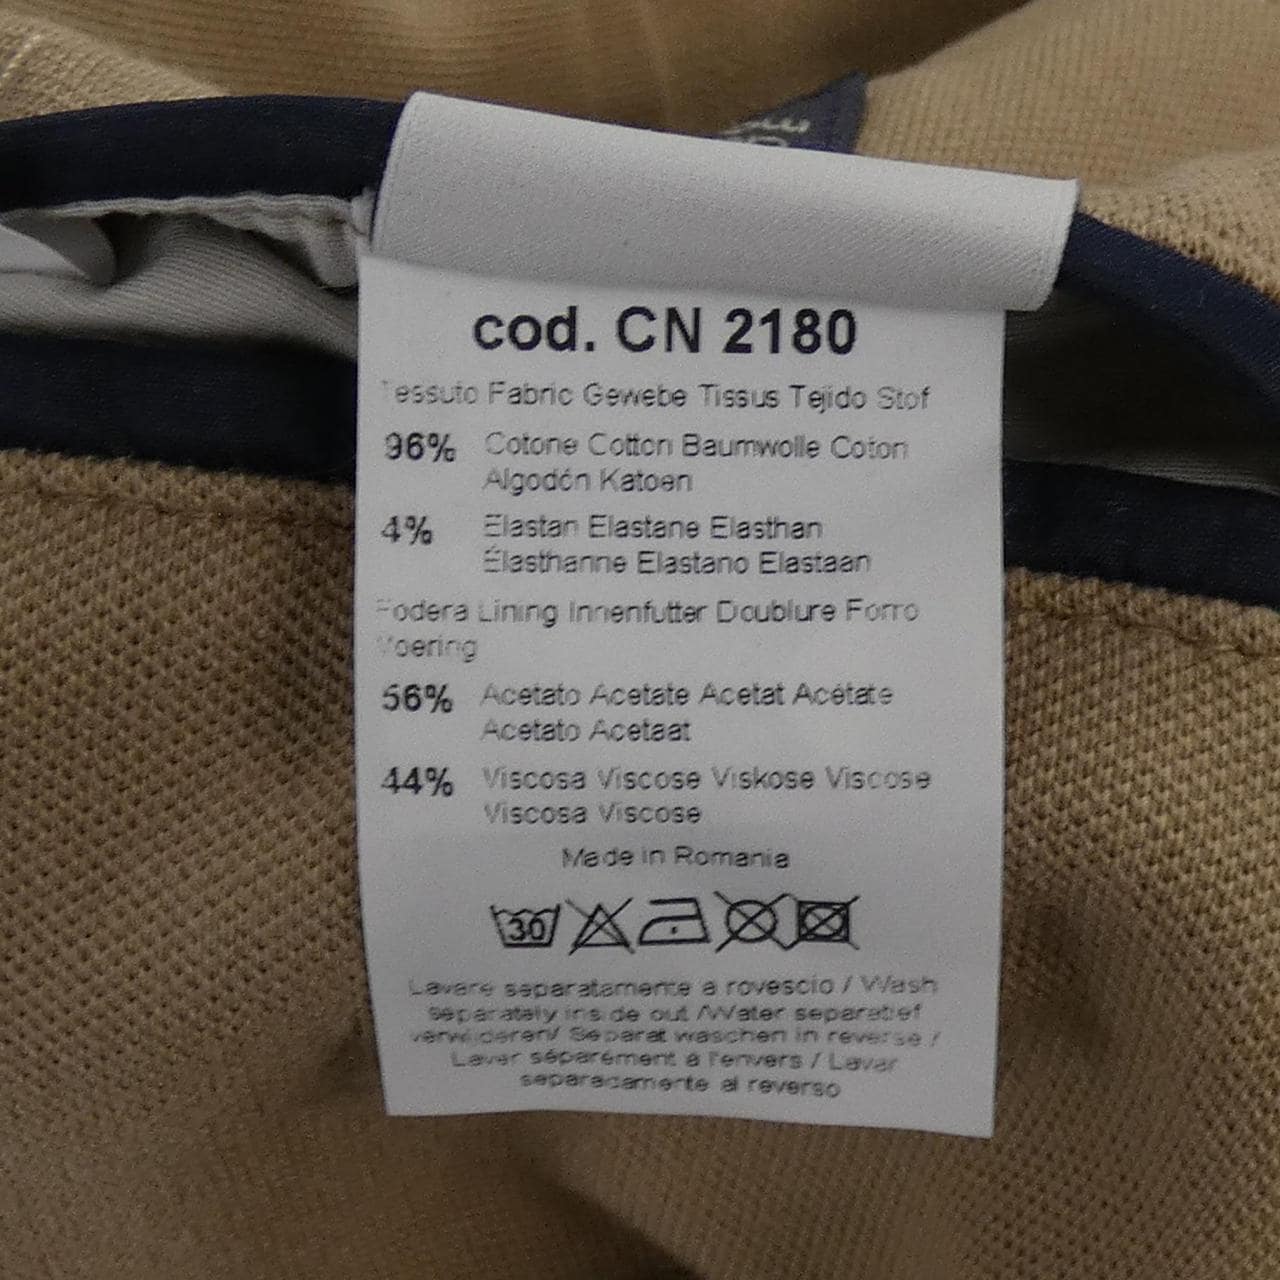 cod. CN 2180
Tessuto Fabric Gewebe Tissus Tejido Stof
96% Cotone Cotton Baumwolle Coton
Algodón Katoen
4% Elastan Elastane Elasthan
Élasthanne Elastano Elastaan
Fodera Lining Innenfutter Doublure Forro
Voering
56% Acetato Acetate Acetat Acétate
Acetato Acetaat
44% Viscosa Viscose Viskose Viscose
Viscosa Viscose
Made in Romania
30
Lavare separatamente a rovescio / Wash
separately inside out /Water separatief
verwijderen/ Separat waschen in reverse /
Laver séparément à l'envers / Lavar
separadamente al reverso